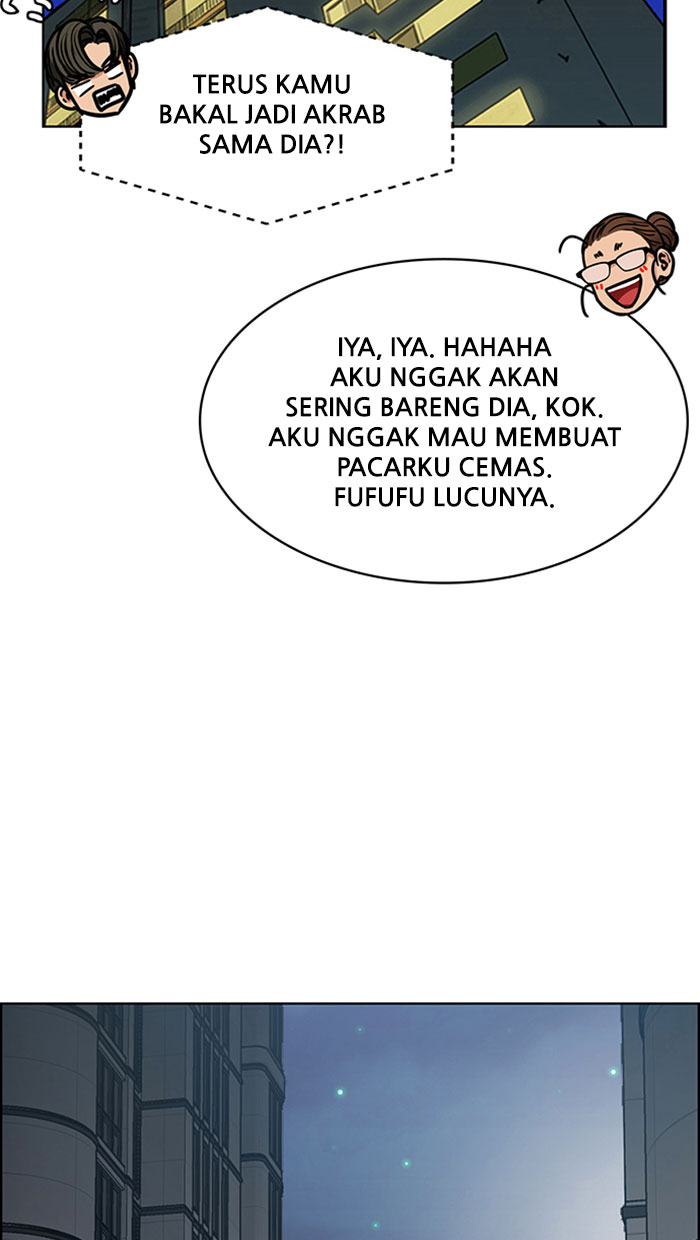 TERUS KAMU
BAKAL JADI AKRAB
SAMA DIA?!
IYA, IYA. HAHAHA
AKU NGGAK AKAN
SERING BARENG DIA, KOK.
AKU NGGAK MAU MEMBUAT
PACARKU CEMAS.
FUFUFU LUCUNYA.